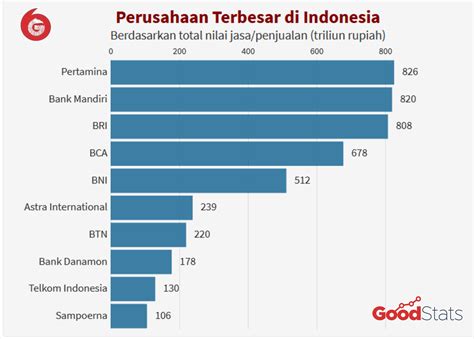 Perusahaan Terbesar di Indonesia
Berdasarkan total nilai jasa/penjualan (triliun rupiah)
0 200 400 600 800
Pertamina 826
Bank Mandiri 820
BRI 808
BCA 678
BNI 512
Astra International 239
BTN 220
Bank Danamon 178
Telkom Indonesia 130
Sampoerna 106
GoodStats